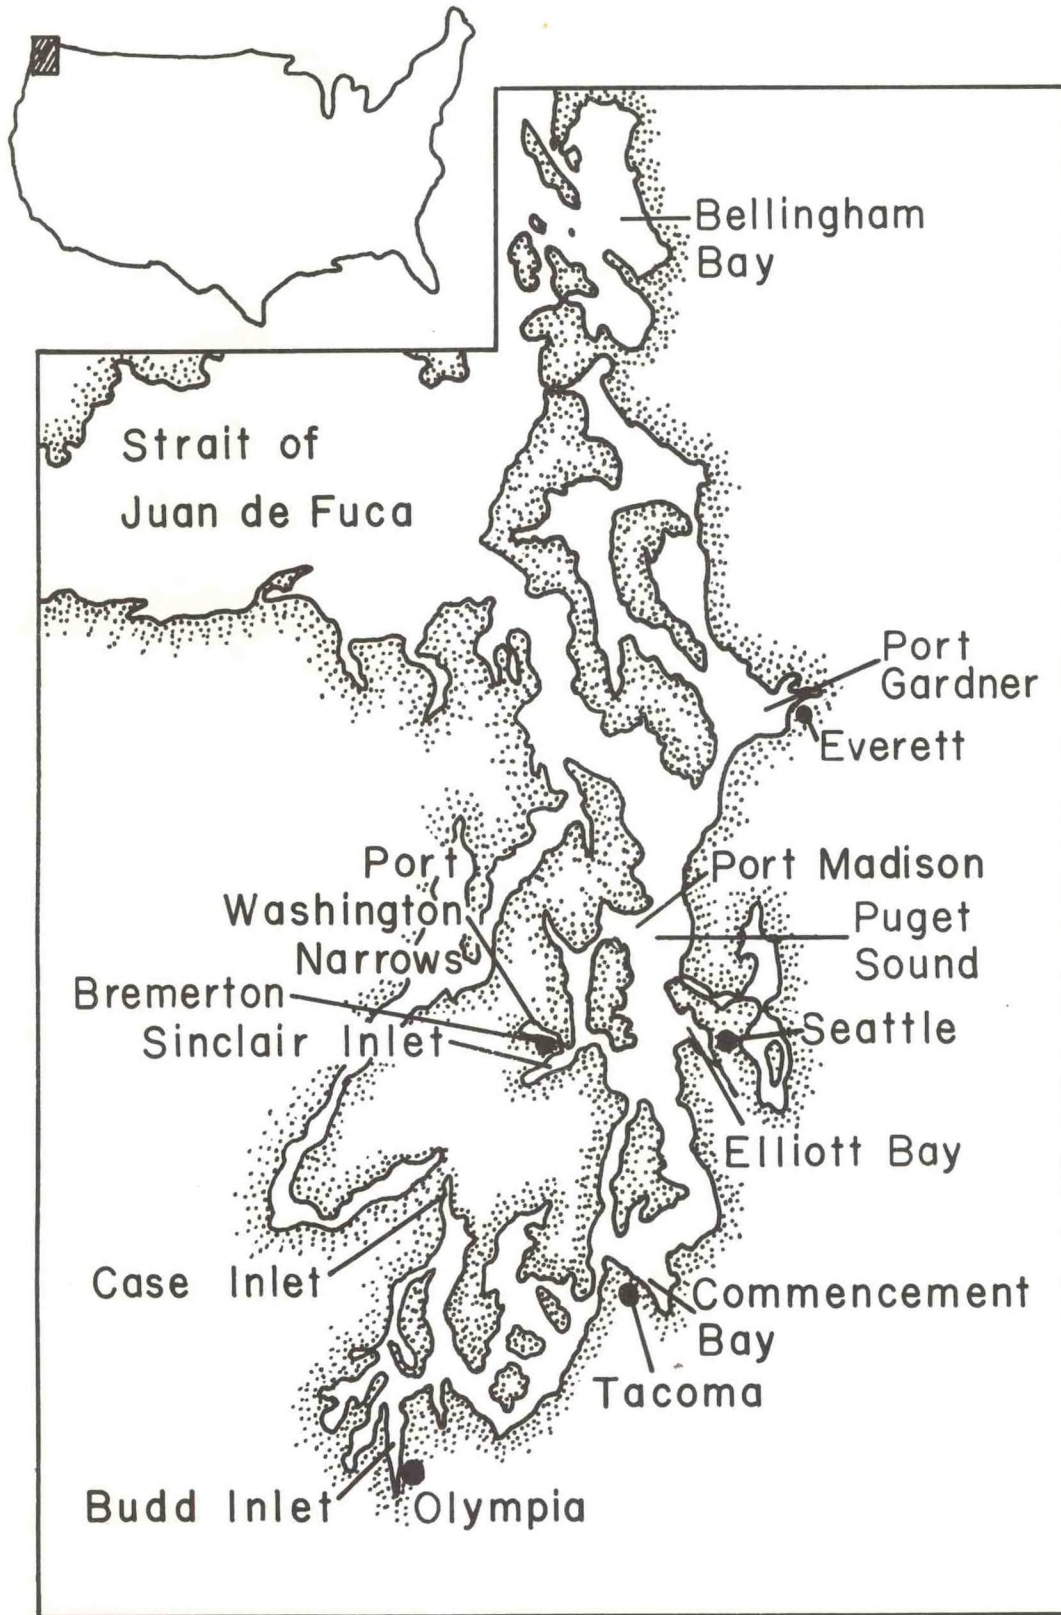 Bellingham
Bay
Strait of
Juan de Fuca
Port
Gardner
Everett
Port
Washington
Narrows
Port Madison
Puget
Sound
Bremerton
Sinclair Inlet
Seattle
Elliott Bay
Case Inlet
Commencement
Bay
Tacoma
Budd Inlet
Olympia